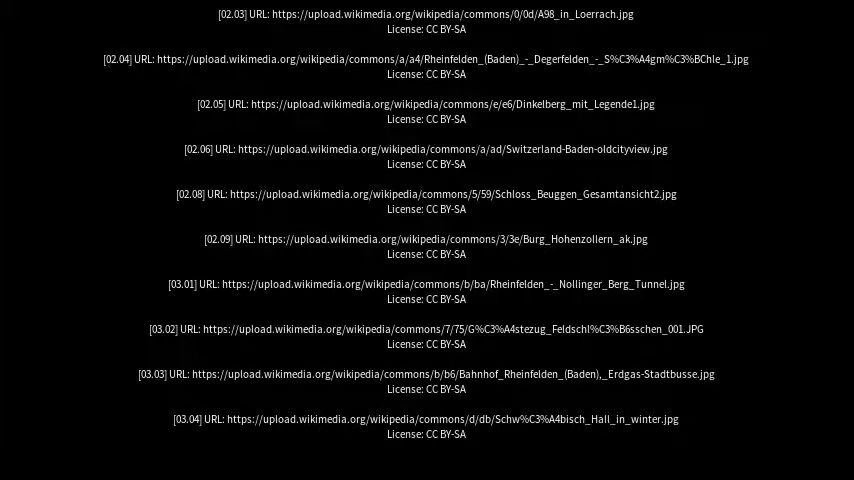 [02.03] URL: https://upload.wikimedia.org/wikipedia/commons/0/0d/A98_in_Loerrach.jpg
License: CC BY-SA
[02.04] URL: https://upload.wikimedia.org/wikipedia/commons/a/a4/Rheinfelden_(Baden)_-_Degerfelden_-_S%C3%A4gm%C3%BChle_1.jpg
License: CC BY-SA
[02.05] URL: https://upload.wikimedia.org/wikipedia/commons/e/e6/Dinkelberg_mit_Legende1.jpg
License: CC BY-SA
[02.06] URL: https://upload.wikimedia.org/wikipedia/commons/a/ad/Switzerland-Baden-oldcityview.jpg
License: CC BY-SA
[02.08] URL: https://upload.wikimedia.org/wikipedia/commons/5/59/Schloss_Beuggen_Gesamtansicht2.jpg
License: CC BY-SA
[02.09] URL: https://upload.wikimedia.org/wikipedia/commons/3/3e/Burg_Hohenzollern_ak.jpg
License: CC BY-SA
[03.01] URL: https://upload.wikimedia.org/wikipedia/commons/b/ba/Rheinfelden_-_Nollinger_Berg_Tunnel.jpg
License: CC BY-SA
[03.02] URL: https://upload.wikimedia.org/wikipedia/commons/7/75/G%C3%A4stezug_Feldschl%C3%B6sschen_001.JPG
License: CC BY-SA
[03.03] URL: https://upload.wikimedia.org/wikipedia/commons/b/b6/Bahnhof_Rheinfelden_(Baden),_Erdgas-Stadtbusse.jpg
License: CC BY-SA
[03.04] URL: https://upload.wikimedia.org/wikipedia/commons/d/db/Schw%C3%A4bisch_Hall_in_winter.jpg
License: CC BY-SA